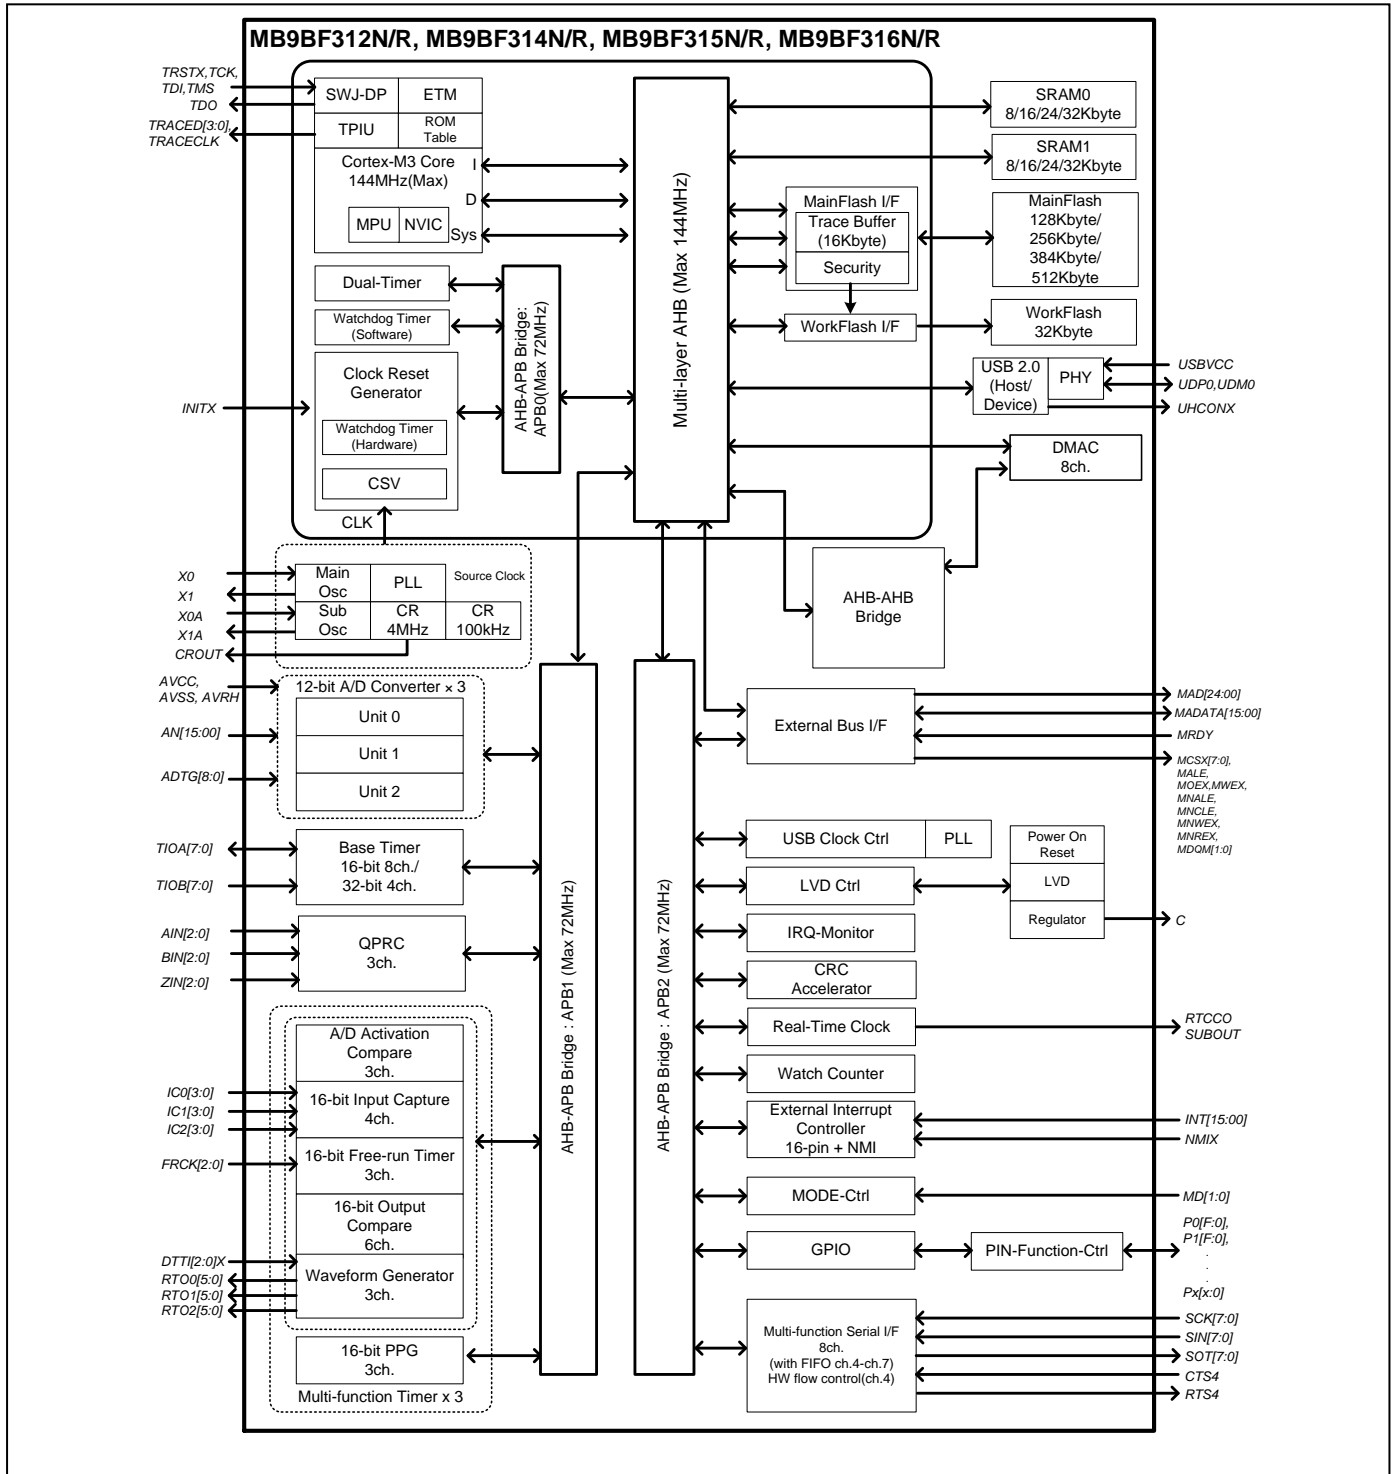 MB9BF312N/R, MB9BF314N/R, MB9BF315N/R, MB9BF316N/R
TRSTX,TCK,
TDI,TMS
TDO
TRACED[3:0],
TRACECLK
SWJ-DP
ETM
TPIU
ROM
Table
Cortex-M3 Core
144MHz(Max)
I
D
Sys
MPU
NVIC
Dual-Timer
Watchdog Timer
(Software)
Clock Reset
Generator
Watchdog Timer
(Hardware)
CSV
CLK
INITX
AHB-APB Bridge:
APB0(Max 72MHz)
Multi-layer AHB (Max 144MHz)
MainFlash I/F
Trace Buffer
(16Kbyte)
Security
WorkFlash I/F
SRAM0
8/16/24/32Kbyte
SRAM1
8/16/24/32Kbyte
MainFlash
128Kbyte/
256Kbyte/
384Kbyte/
512Kbyte
WorkFlash
32Kbyte
USB 2.0
(Host/
Device)
PHY
USBVCC
UDP0,UDM0
UHCONX
DMAC
8ch.
AHB-AHB
Bridge
X0
X1
X0A
X1A
CROUT
Main
Osc
PLL
Source Clock
Sub
Osc
CR
4MHz
CR
100kHz
AVCC,
AVSS, AVRH
AN[15:00]
ADTG[8:0]
12-bit A/D Converter × 3
Unit 0
Unit 1
Unit 2
TIOA[7:0]
TIOB[7:0]
Base Timer
16-bit 8ch./
32-bit 4ch.
AIN[2:0]
BIN[2:0]
ZIN[2:0]
QPRC
3ch.
A/D Activation
Compare
3ch.
IC0[3:0]
IC1[3:0]
IC2[3:0]
16-bit Input Capture
4ch.
FRCK[2:0]
16-bit Free-run Timer
3ch.
16-bit Output
Compare
6ch.
DTTI[2:0]X
RTO0[5:0]
RTO1[5:0]
RTO2[5:0]
Waveform Generator
3ch.
16-bit PPG
3ch.
Multi-function Timer x 3
AHB-APB Bridge : APB1 (Max 72MHz)
AHB-APB Bridge : APB2 (Max 72MHz)
External Bus I/F
MAD[24:00]
MADATA[15:00]
MRDY
MCSX[7:0],
MALE,
MOEX,MWEX,
MNALE,
MNCLE,
MNWEX,
MNREX,
MDQM[1:0]
USB Clock Ctrl
PLL
LVD Ctrl
Power On
Reset
LVD
Regulator
C
IRQ-Monitor
CRC
Accelerator
Real-Time Clock
RTCCO
SUBOUT
Watch Counter
External Interrupt
Controller
16-pin + NMI
INT[15:00]
NMIX
MODE-Ctrl
MD[1:0]
GPIO
PIN-Function-Ctrl
P0[F:0],
P1[F:0],
.
.
.
Px[x:0]
Multi-function Serial I/F
8ch.
(with FIFO ch.4-ch.7)
HW flow control(ch.4)
SCK[7:0]
SIN[7:0]
SOT[7:0]
CTS4
RTS4